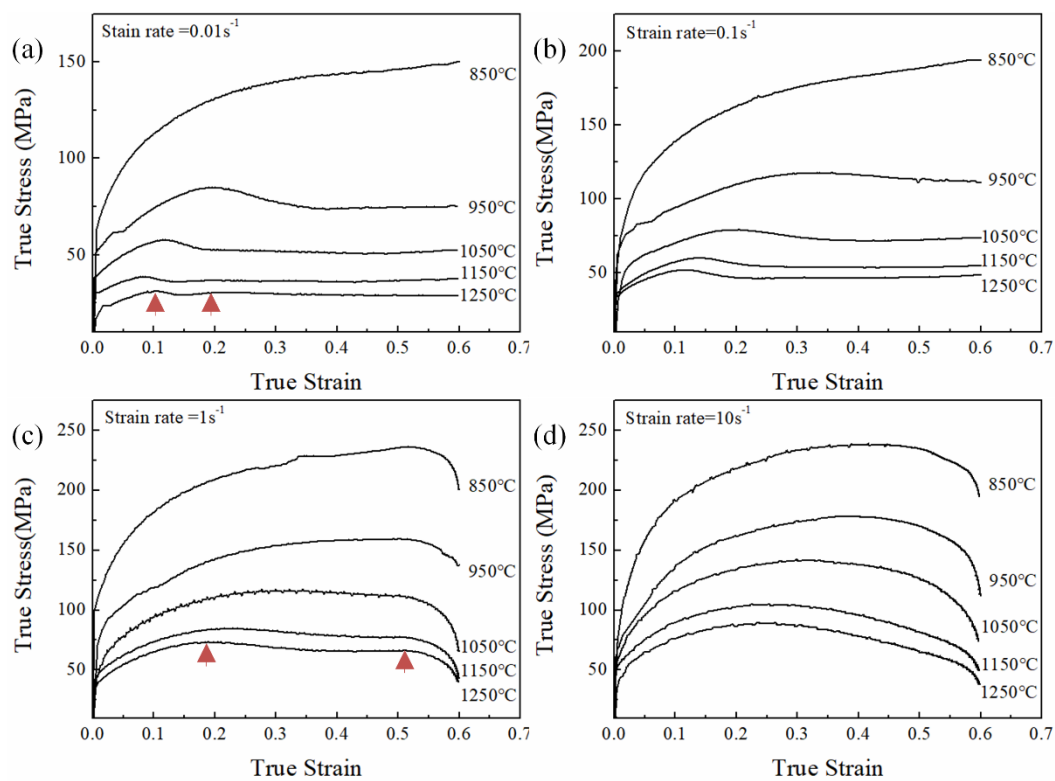 (a)
Stain rate =0.01s⁻¹
True Stress (MPa)
150
100
50
850℃
950℃
1050℃
1150℃
1250℃
0.0 0.1 0.2 0.3 0.4 0.5 0.6 0.7
True Strain
(b)
Strain rate=0.1s⁻¹
True Stress(MPa)
200
150
100
50
850℃
950℃
1050℃
1150℃
1250℃
0.0 0.1 0.2 0.3 0.4 0.5 0.6 0.7
True Strain
(c)
Strain rate =1s⁻¹
True Stress(MPa)
250
200
150
100
50
850℃
950℃
1050℃
1150℃
1250℃
0.0 0.1 0.2 0.3 0.4 0.5 0.6 0.7
True Strain
(d)
Strain rate=10s⁻¹
True Stress (MPa)
250
200
150
100
50
850℃
950℃
1050℃
1150℃
1250℃
0.0 0.1 0.2 0.3 0.4 0.5 0.6 0.7
True Strain